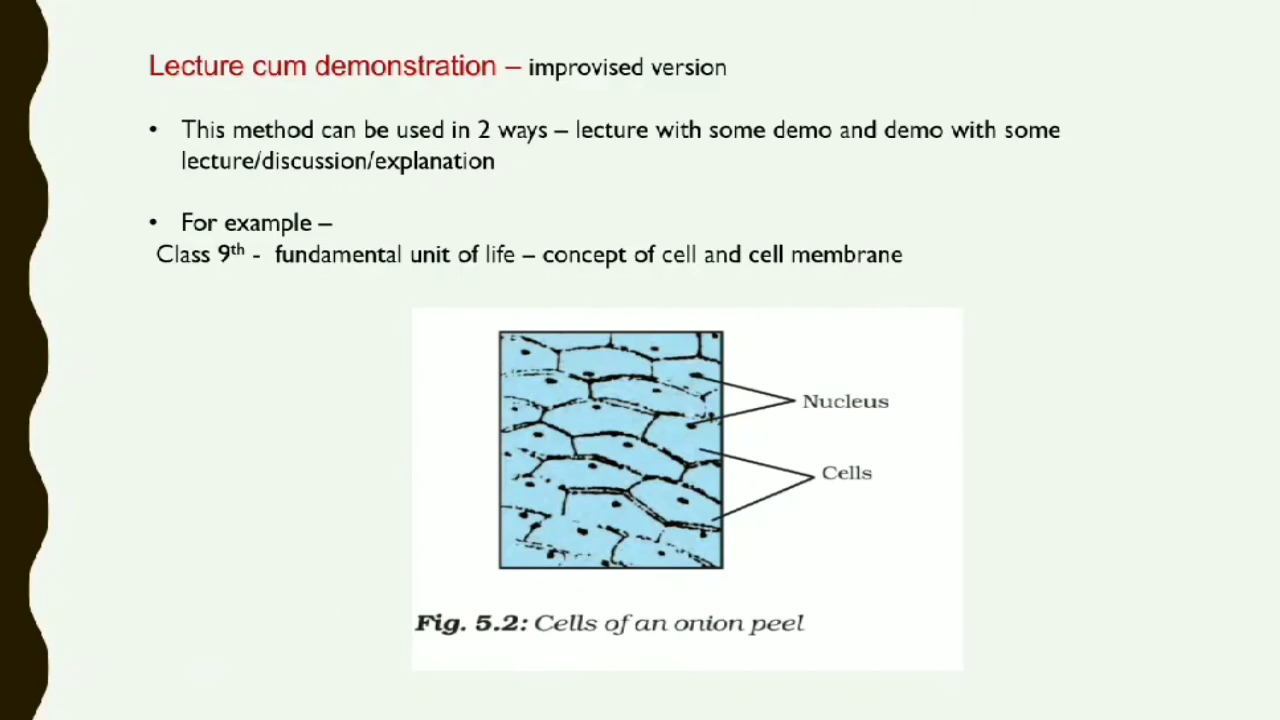 Lecture cum demonstration – improvised version
• This method can be used in 2 ways – lecture with some demo and demo with some
lecture/discussion/explanation
• For example –
Class 9th - fundamental unit of life – concept of cell and cell membrane
Nucleus
Cells
Fig. 5.2: Cells of an onion peel